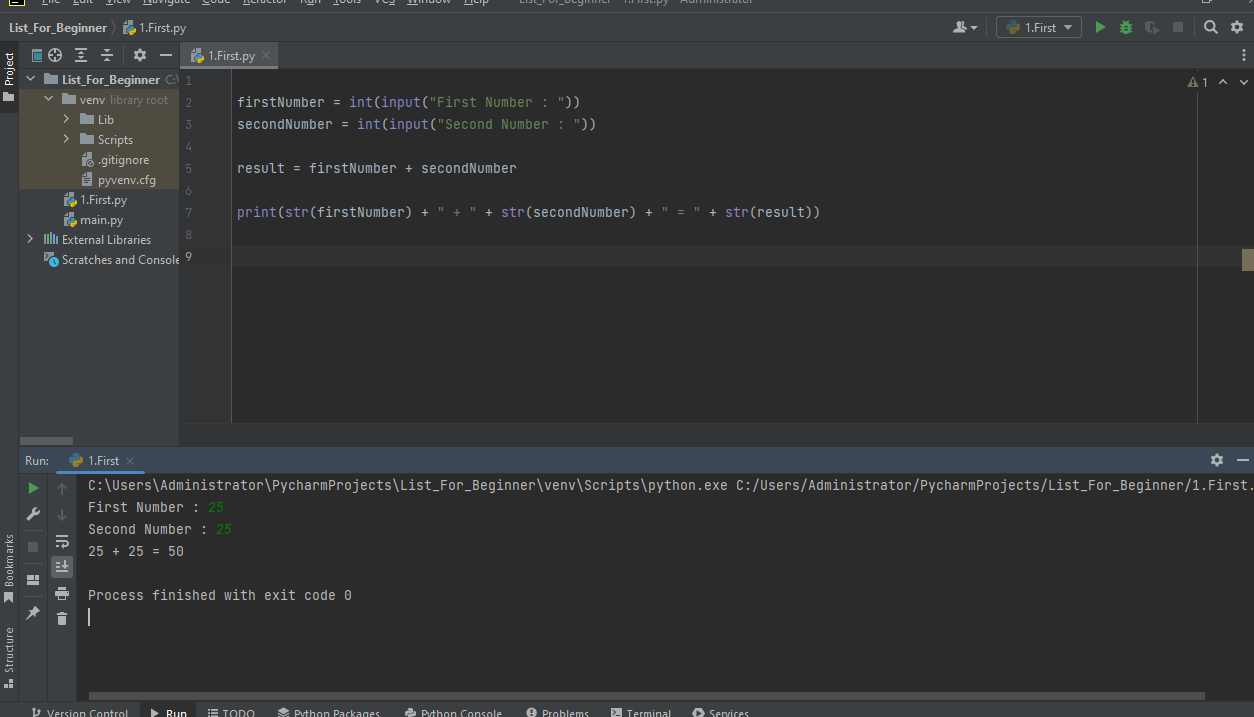 File Edit View Navigate Code Refactor Run Tools VCS Window Help List_For_Beginner - 1.First.py - Administrator
List_For_Beginner 1.First.py 1.First
Project
1.First.py
List_For_Beginner C:\
venv library root
Lib
Scripts
.gitignore
pyvenv.cfg
1.First.py
main.py
External Libraries
Scratches and Console
1
1
2 firstNumber = int(input("First Number : "))
3 secondNumber = int(input("Second Number : "))
4
5 result = firstNumber + secondNumber
6
7 print(str(firstNumber) + " + " + str(secondNumber) + " = " + str(result))
8
9
Run: 1.First
C:\Users\Administrator\PycharmProjects\List_For_Beginner\venv\Scripts\python.exe C:/Users/Administrator/PycharmProjects/List_For_Beginner/1.First.
First Number : 25
Second Number : 25
25 + 25 = 50
Process finished with exit code 0
Bookmarks
Structure
Version Control Run TODO Python Packages Python Console Problems Terminal Services